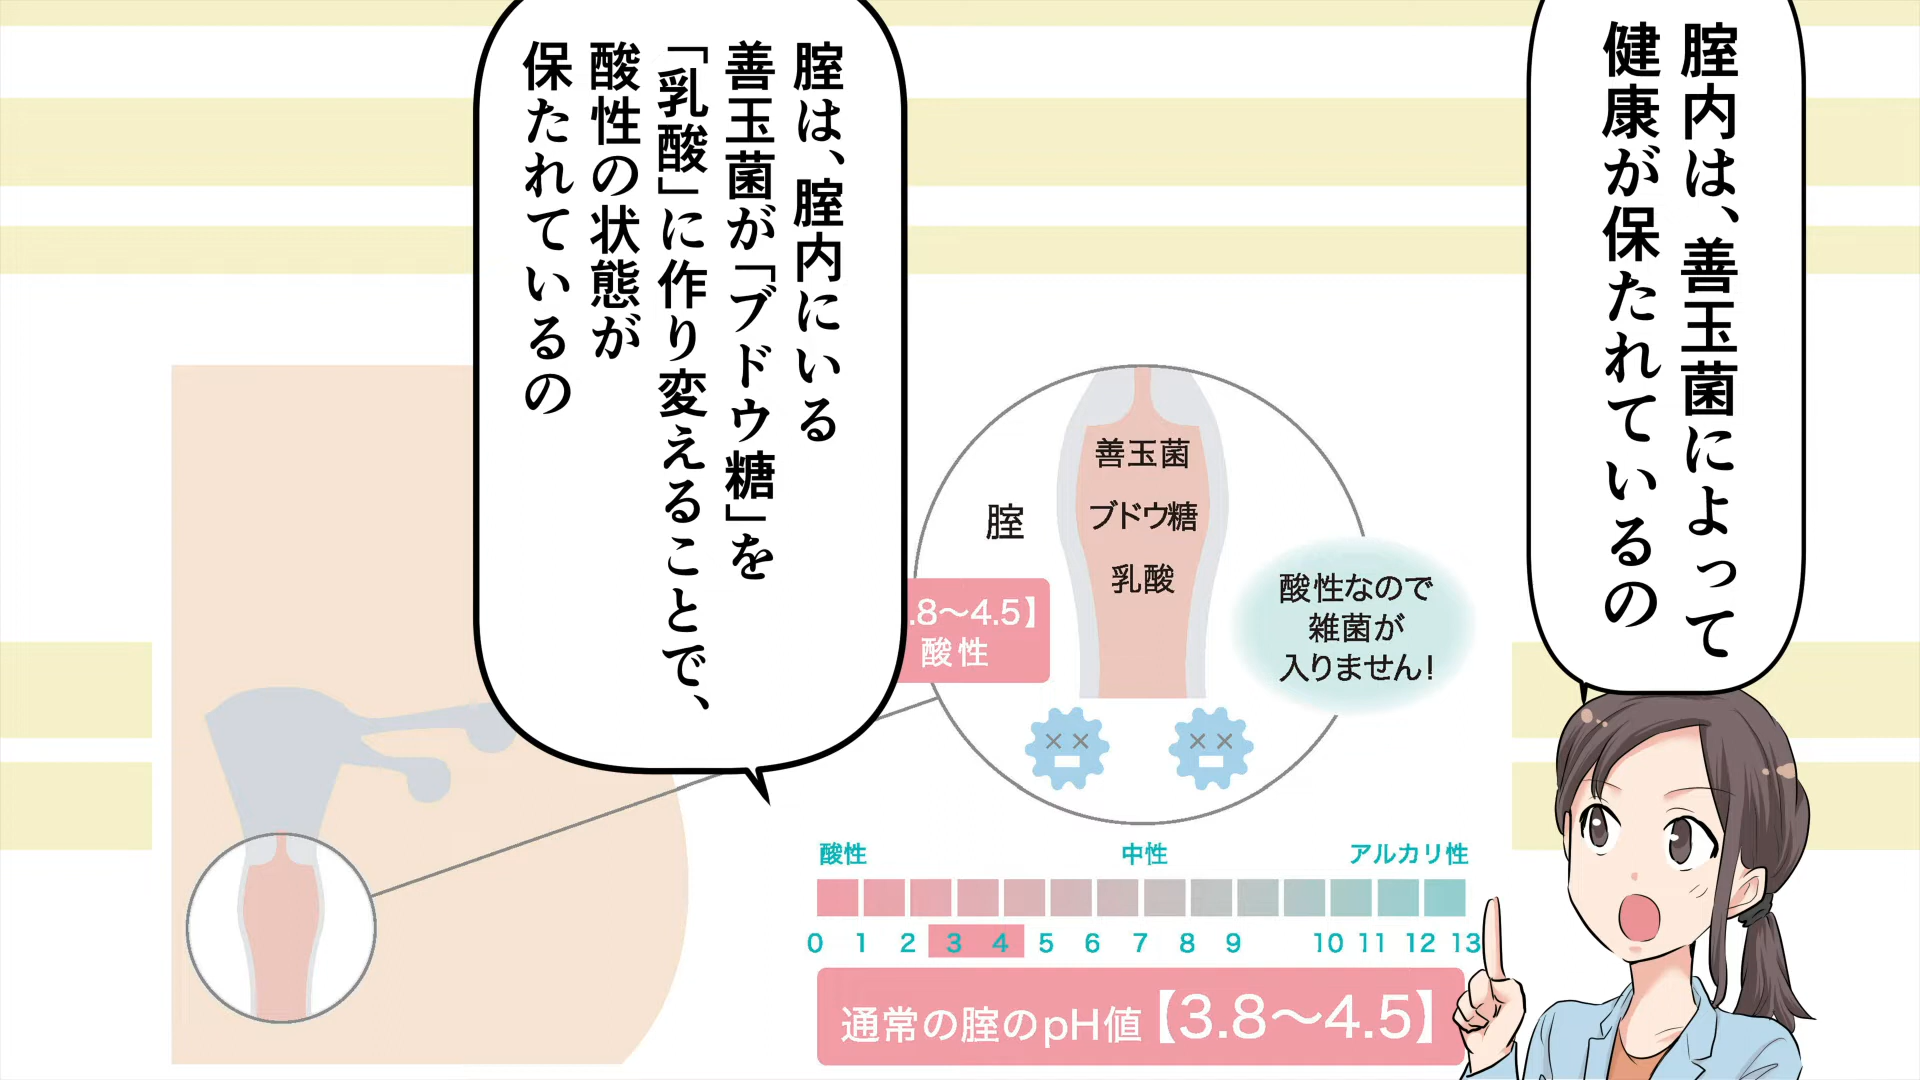 膣内は、善玉菌によって
健康が保たれているの
膣は、膣内にいる
善玉菌が「ブドウ糖」を
「乳酸」に作り変えることで、
酸性の状態が
保たれているの
善玉菌
ブドウ糖
乳酸
膣
.8〜4.5】
酸性
酸性なので
雑菌が
入りません!
酸性 中性 アルカリ性
0 1 2 3 4 5 6 7 8 9 10 11 12 13
通常の膣のpH値【3.8〜4.5】